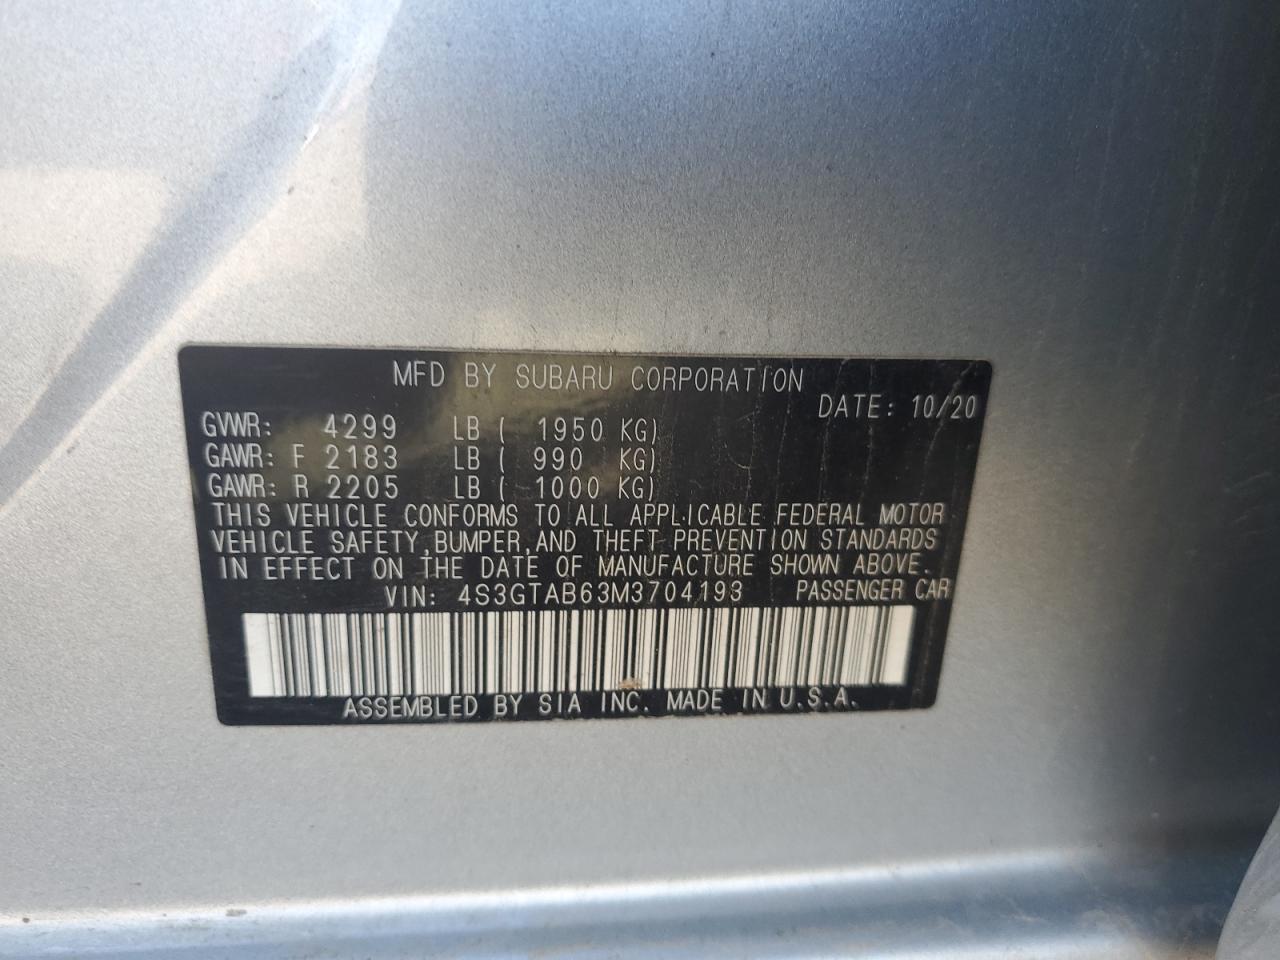 MFD BY SUBARU CORPORATION
DATE: 10/20
GVWR: 4299 LB ( 1950 KG)
GAWR: F 2183 LB ( 990 KG)
GAWR: R 2205 LB ( 1000 KG)
THIS VEHICLE CONFORMS TO ALL APPLICABLE FEDERAL MOTOR
VEHICLE SAFETY, BUMPER, AND THEFT PREVENTION STANDARDS
IN EFFECT ON THE DATE OF MANUFACTURE SHOWN ABOVE.
VIN: 4S3GTAB63M3704193 PASSENGER CAR
ASSEMBLED BY SIA INC. MADE IN U.S.A.